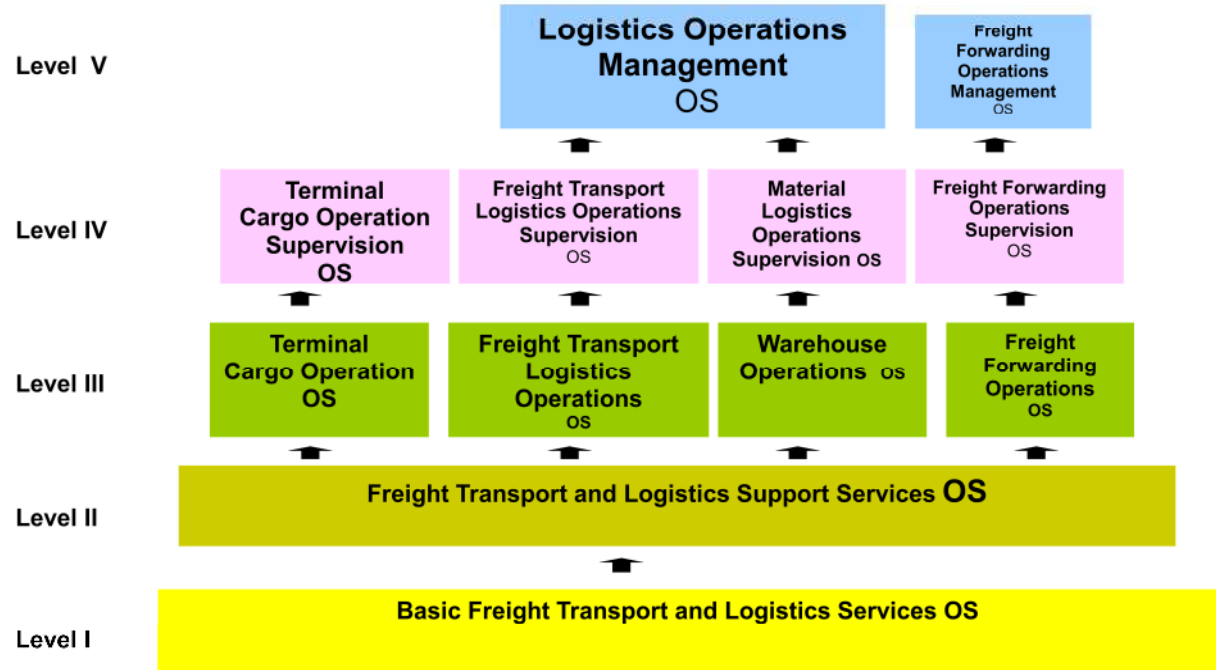 Level V
Logistics Operations
Management
OS
Freight
Forwarding
Operations
Management
OS
Level IV
Terminal
Cargo Operation
Supervision
OS
Freight Transport
Logistics Operations
Supervision
OS
Material
Logistics
Operations
Supervision OS
Freight Forwarding
Operations
Supervision
OS
Level III
Terminal
Cargo Operation
OS
Freight Transport
Logistics
Operations
OS
Warehouse
Operations OS
Freight
Forwarding
Operations
OS
Level II
Freight Transport and Logistics Support Services OS
Level I
Basic Freight Transport and Logistics Services OS